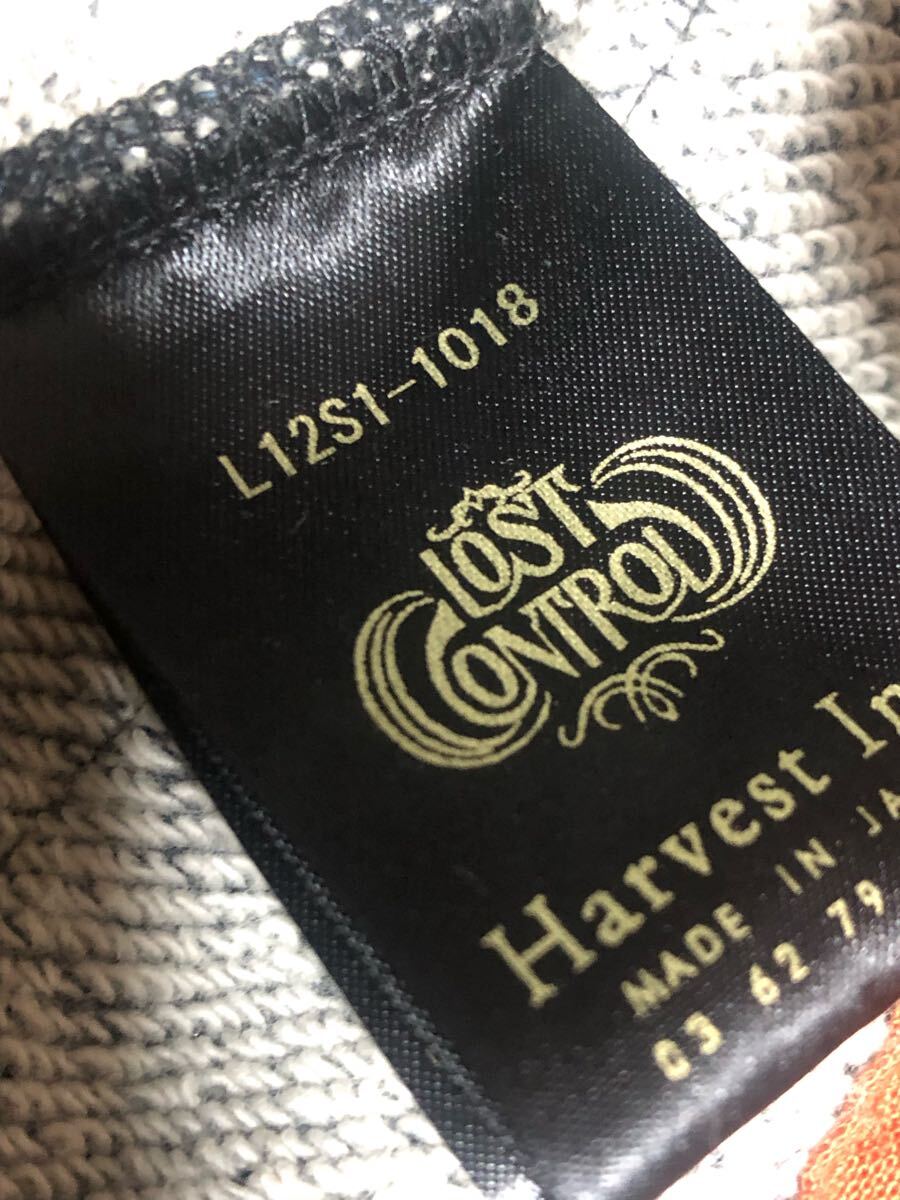 L12S1-1018
LOST
CONTROL
Harvest In
MADE IN JA
03 62 79